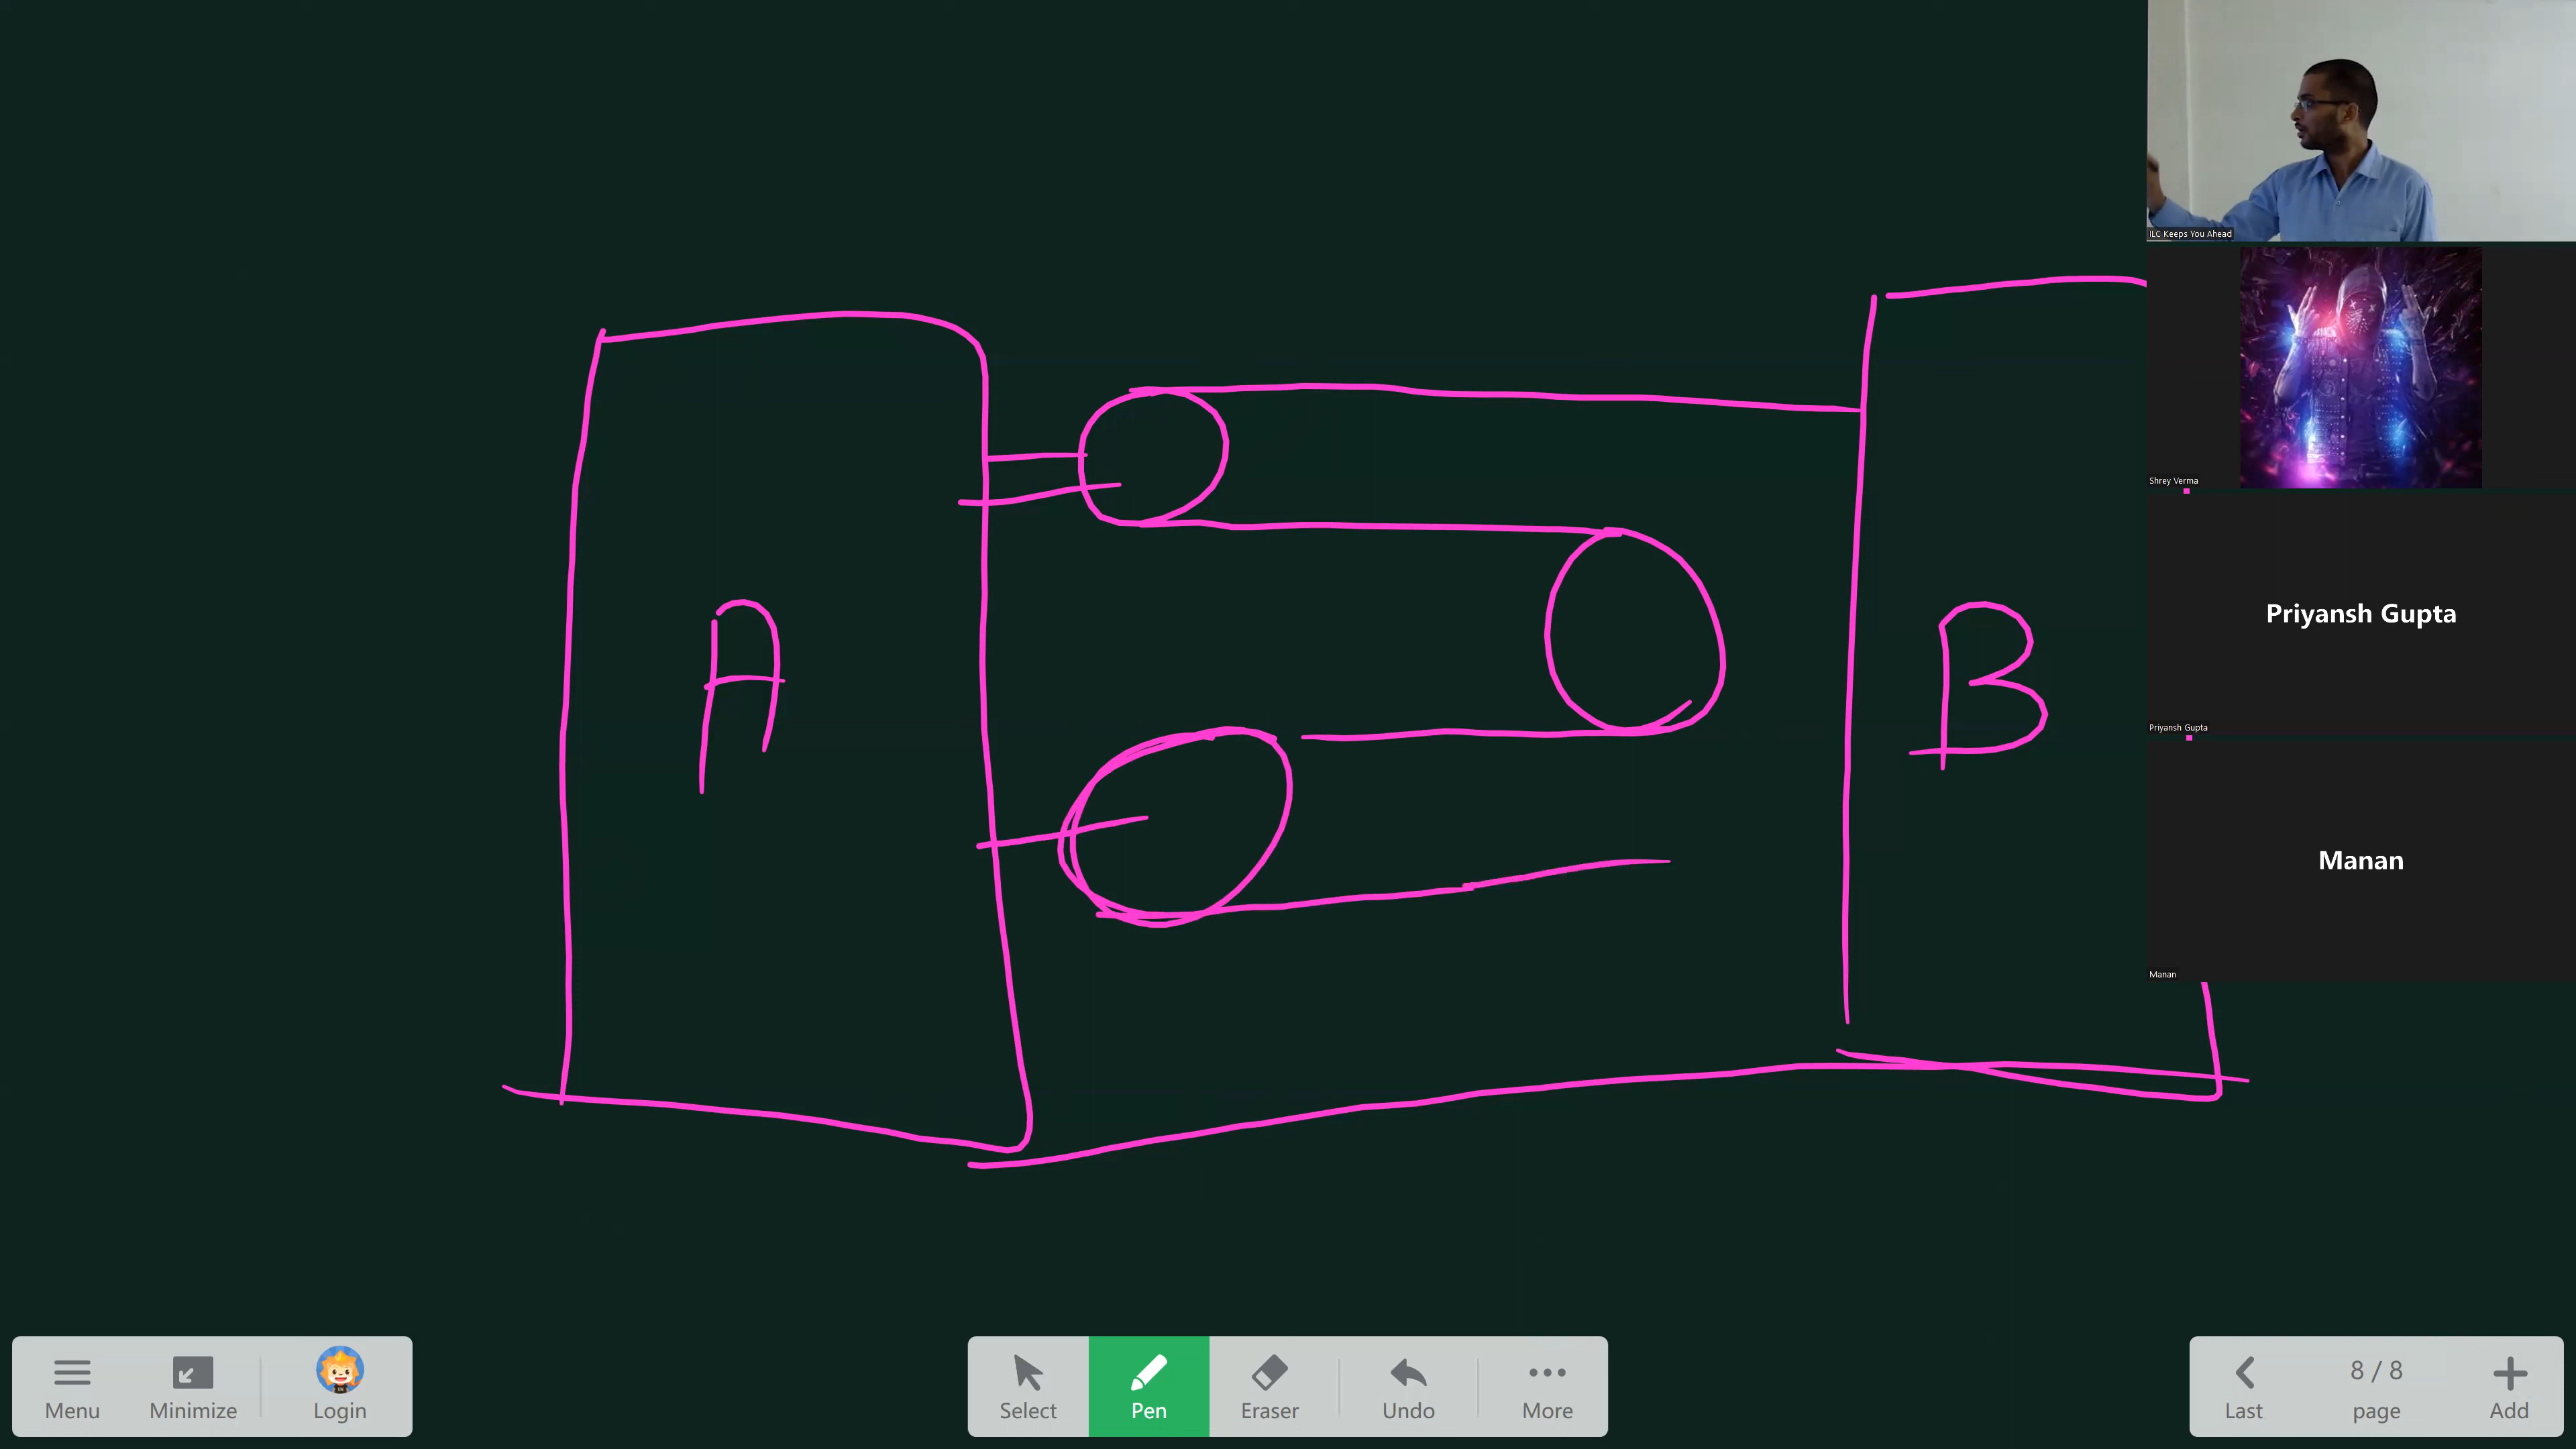 ILC Keeps You Ahead
Shrey Verma
A
B
Priyansh Gupta
Priyansh Gupta
Manan
Manan
Menu
Minimize
Login
Select
Pen
Eraser
Undo
More
Last
8 / 8
page
Add